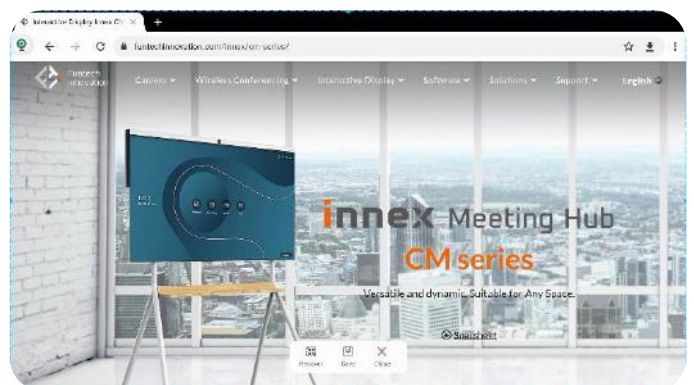 Interactive Display Innex CM
funtechinnovation.com/innex/cm-series/
Funtech
Innovation
Camera
Wireless Conferencing
Interactive Display
Software
Solutions
Support
English
innex Meeting Hub
CM series
Versatile and dynamic. Suitable for Any Space.
Snapshot
Save
Close